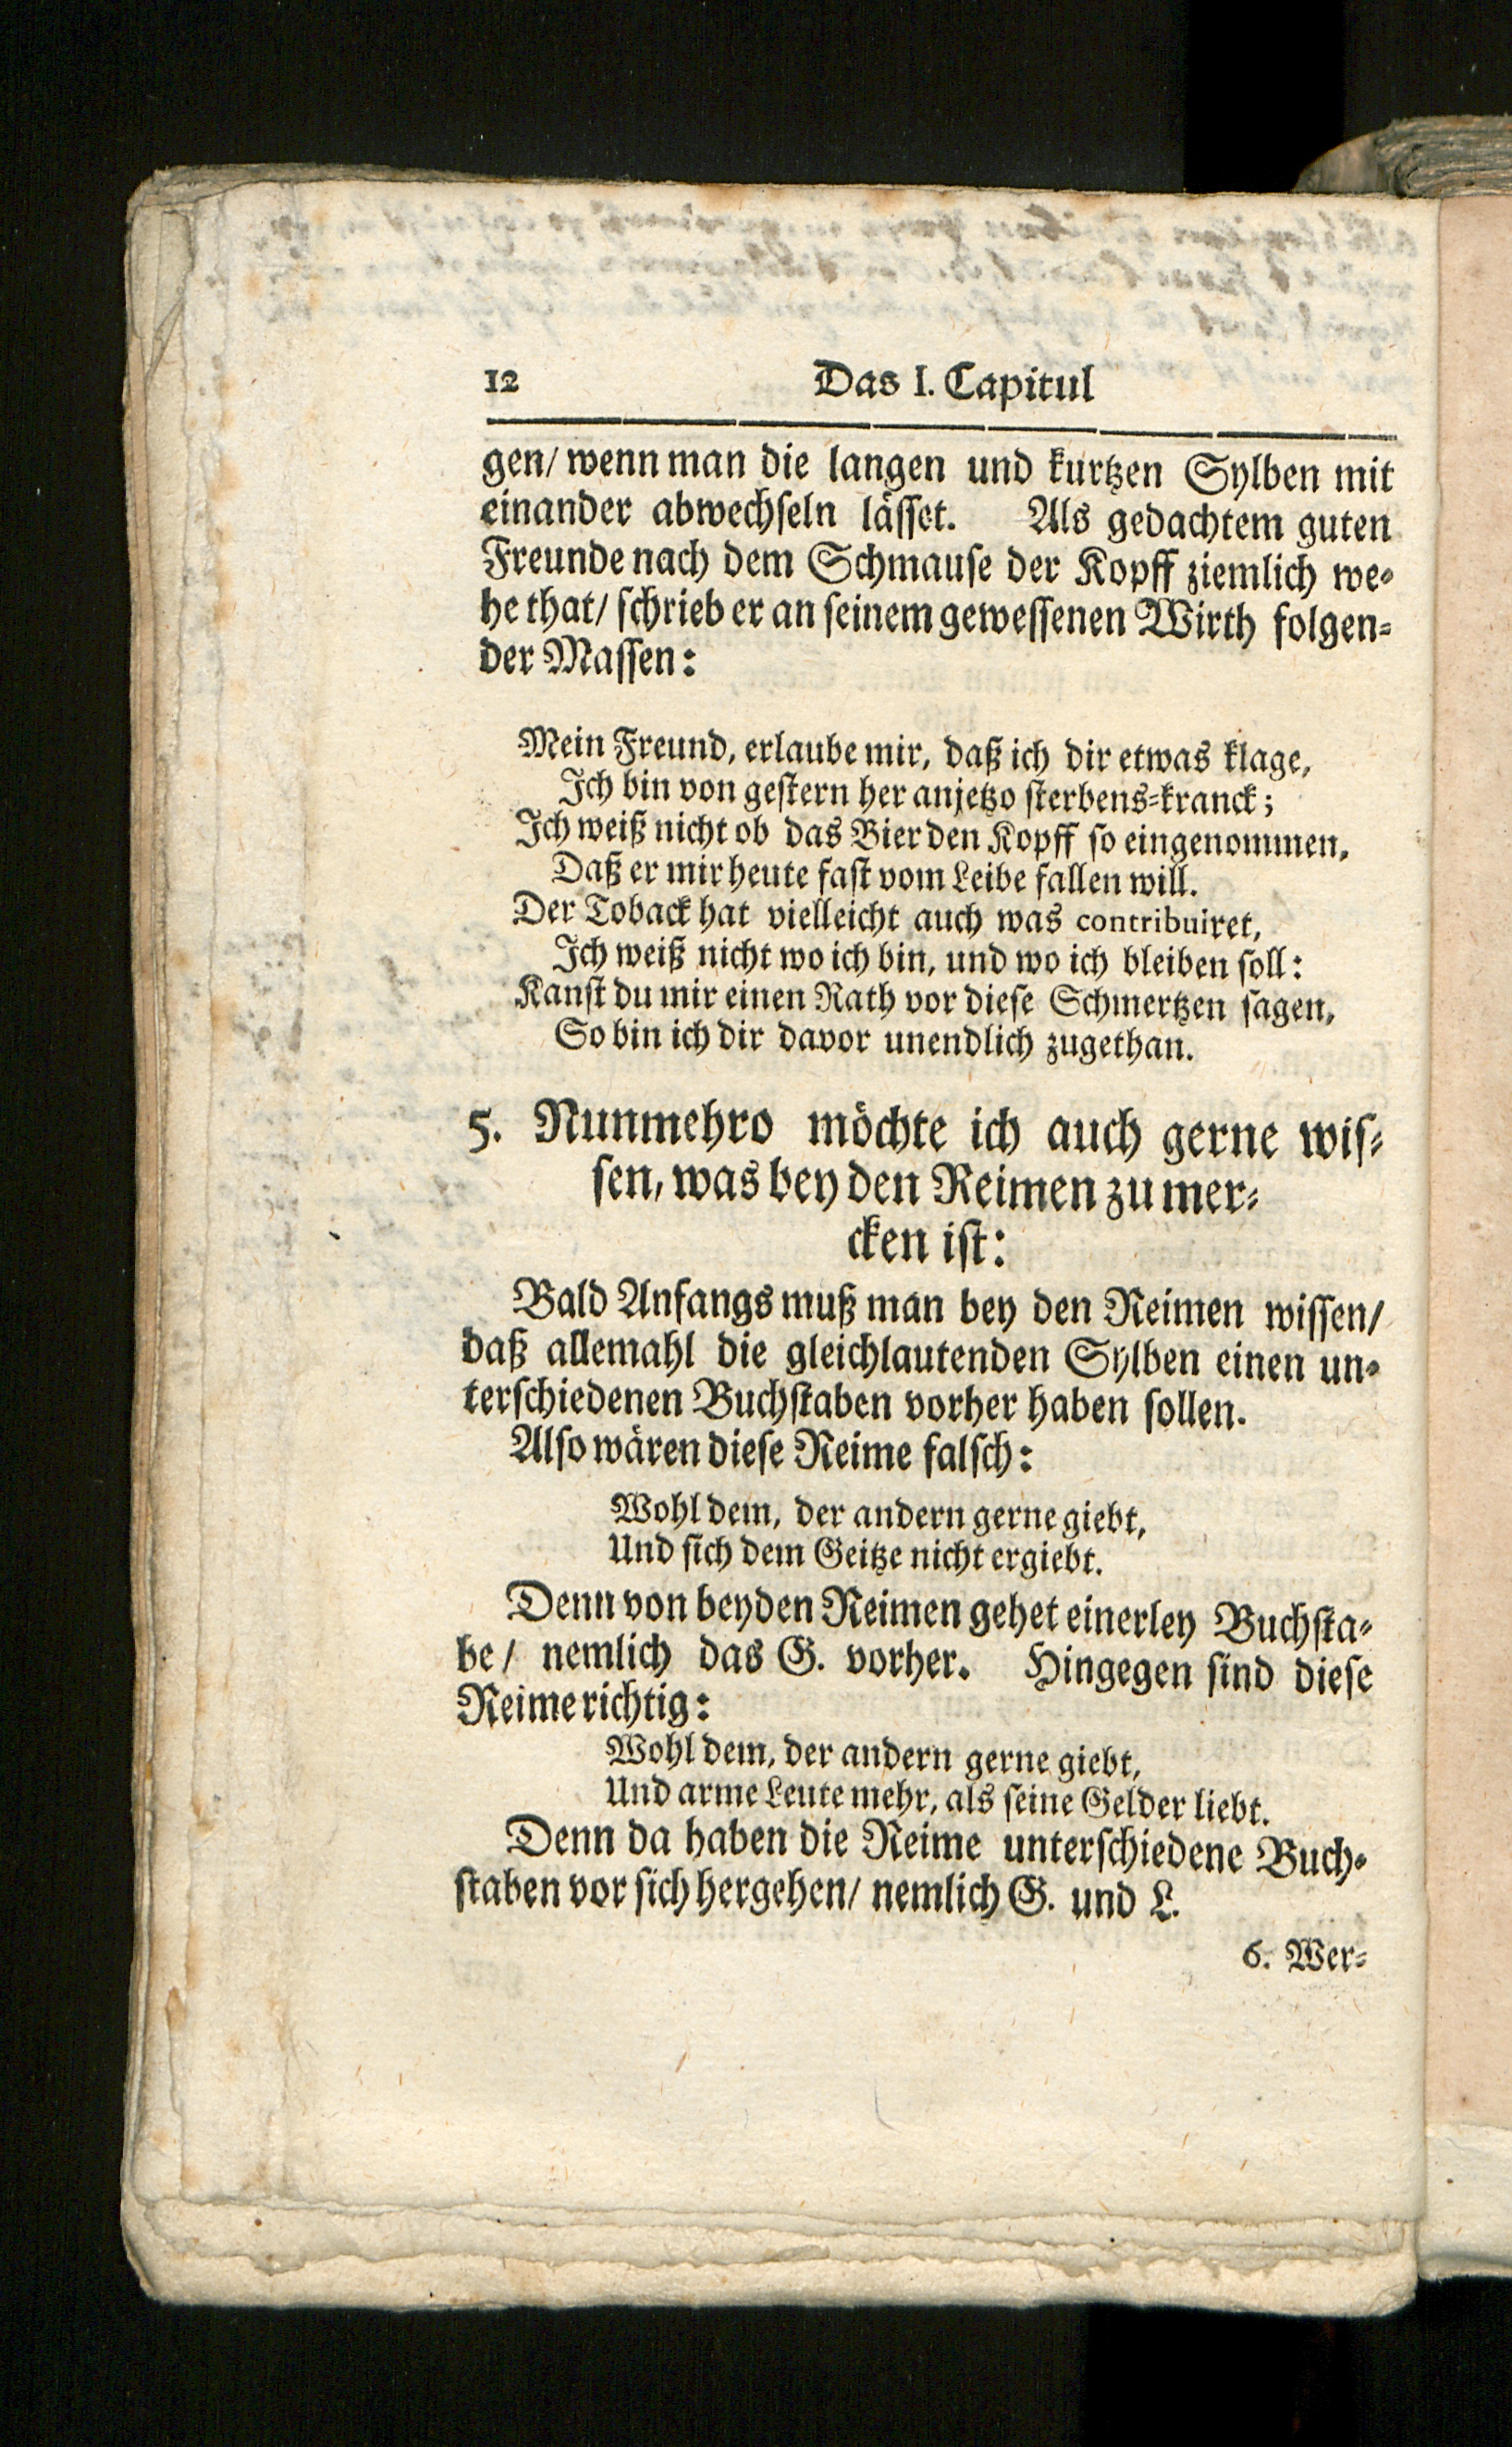 12 Das I. Capitul
gen/ wenn man die langen und kurtzen Sylben mit
einander abwechseln lässet. Als gedachtem guten
Freunde nach dem Schmause der Kopff ziemlich we-
he that/ schrieb er an seinem gewessenen Wirth folgen-
der Massen:
Mein Freund, erlaube mir, daß ich dir etwas klage,
Ich bin von gestern her anjetzo sterbens-kranck;
Ich weiß nicht ob das Bier den Kopff so eingenommen,
Daß er mir heute fast vom Leibe fallen will.
Der Toback hat vielleicht auch was contribuiret,
Ich weiß nicht wo ich bin, und wo ich bleiben soll:
Kanst du mir einen Rath vor diese Schmertzen sagen,
So bin ich dir davor unendlich zugethan.
5. Nunmehro möchte ich auch gerne wis-
sen, was bey den Reimen zu mer-
cken ist:
Bald Anfangs muß man bey den Reimen wissen/
daß allemahl die gleichlautenden Sylben einen un-
terschiedenen Buchstaben vorher haben sollen.
Also wären diese Reime falsch:
Wohl dem, der andern gerne giebt,
Und sich dem Geitze nicht ergiebt.
Denn von beyden Reimen gehet einerley Buchsta-
be/ nemlich das G. vorher. Hingegen sind diese
Reime richtig:
Wohl dem, der andern gerne giebt,
Und arme Leute mehr, als seine Gelder liebt.
Denn da haben die Reime unterschiedene Buch-
staben vor sich hergehen/ nemlich G. und L.
6. Wer-